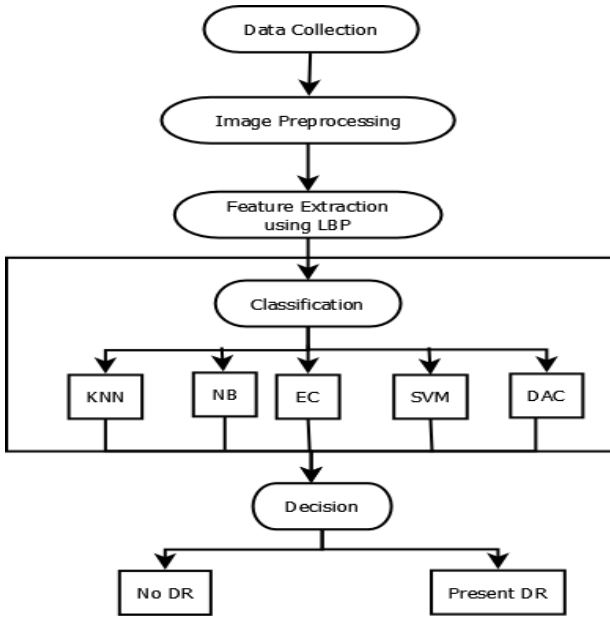 Data Collection
Image Preprocessing
Feature Extraction
using LBP
Classification
KNN
NB
EC
SVM
DAC
Decision
No DR
Present DR